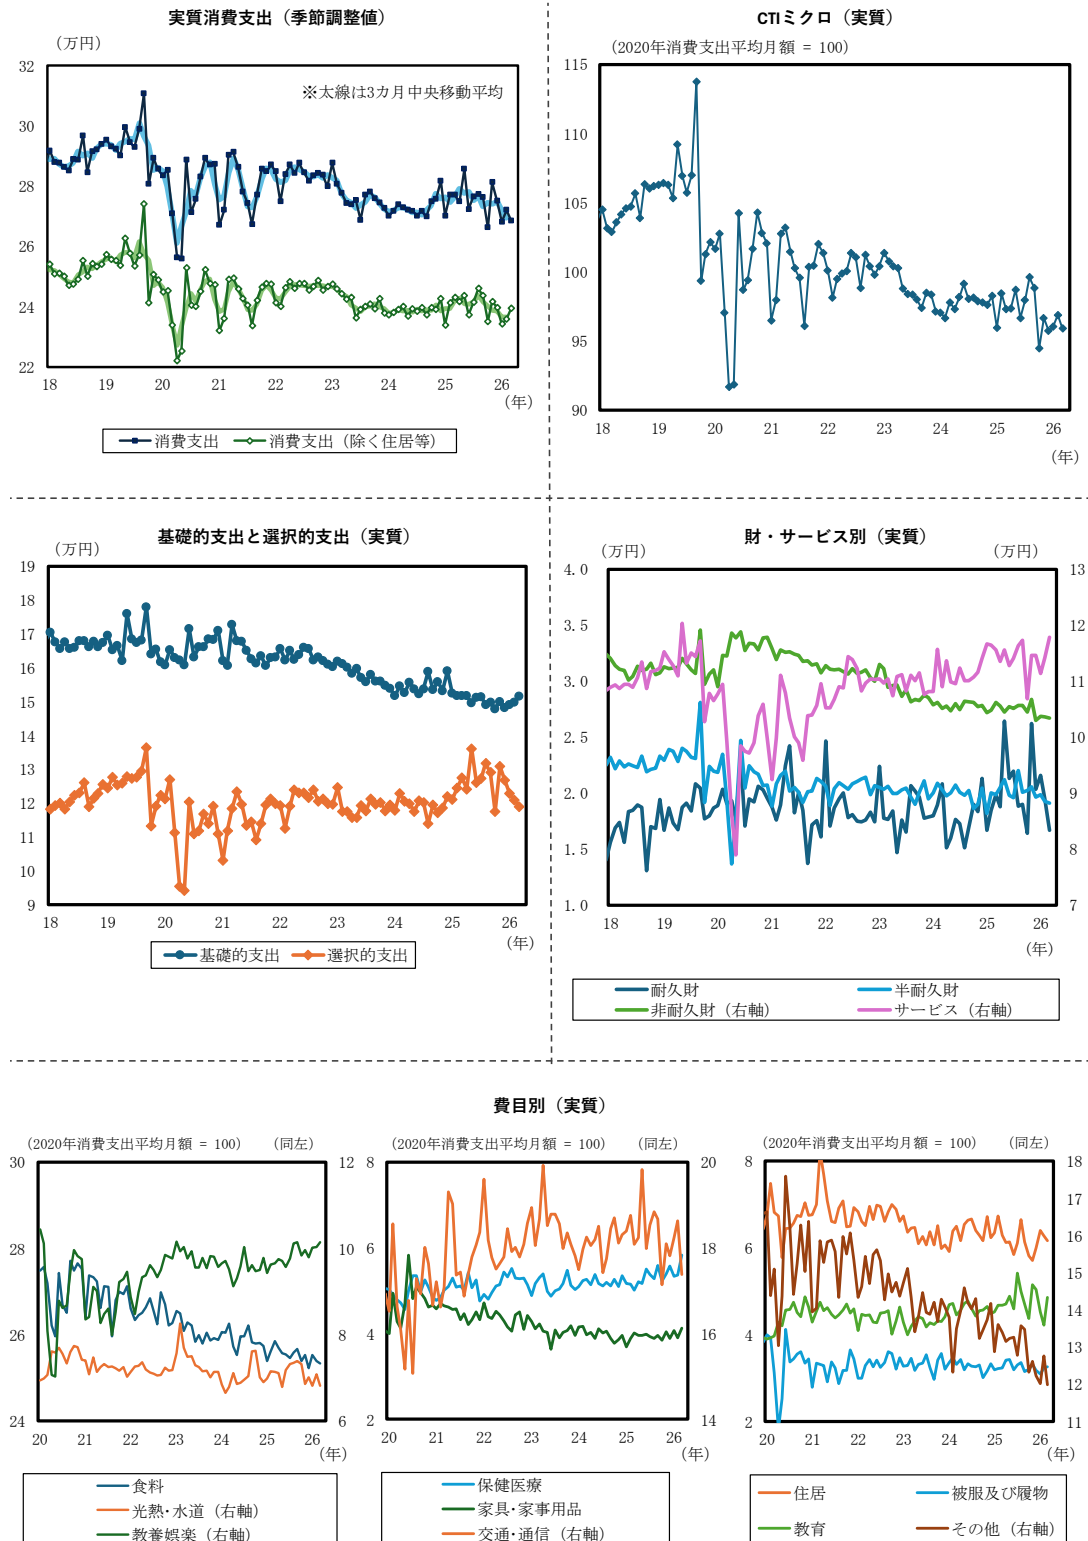 実質消費支出（季節調整値）
（万円）
※太線は3カ月中央移動平均
32
30
28
26
24
22
18 19 20 21 22 23 24 25 26
（年）
消費支出 消費支出（除く住居等）
CTIミクロ（実質）
（2020年消費支出平均月額 = 100）
115
110
105
100
95
90
18 19 20 21 22 23 24 25 26
（年）
基礎的支出と選択的支出（実質）
（万円）
19
18
17
16
15
14
13
12
11
10
9
18 19 20 21 22 23 24 25 26
（年）
基礎的支出 選択的支出
財・サービス別（実質）
（万円） （万円）
4.0 13
3.5 12
3.0 11
2.5 10
2.0 9
1.5 8
1.0 7
18 19 20 21 22 23 24 25 26
（年）
耐久財 半耐久財
非耐久財（右軸） サービス（右軸）
費目別（実質）
（2020年消費支出平均月額 = 100） （同左）
30 12
28 10
26 8
24 6
20 21 22 23 24 25 26
（年）
食料
光熱・水道（右軸）
教養娯楽（右軸）
（2020年消費支出平均月額 = 100） （同左）
8 20
6 18
4 16
2 14
20 21 22 23 24 25 26
（年）
保健医療
家具・家事用品
交通・通信（右軸）
（2020年消費支出平均月額 = 100） （同左）
8 18
17
6 16
15
14
4 13
12
2 11
20 21 22 23 24 25 26
（年）
住居 被服及び履物
教育 その他（右軸）